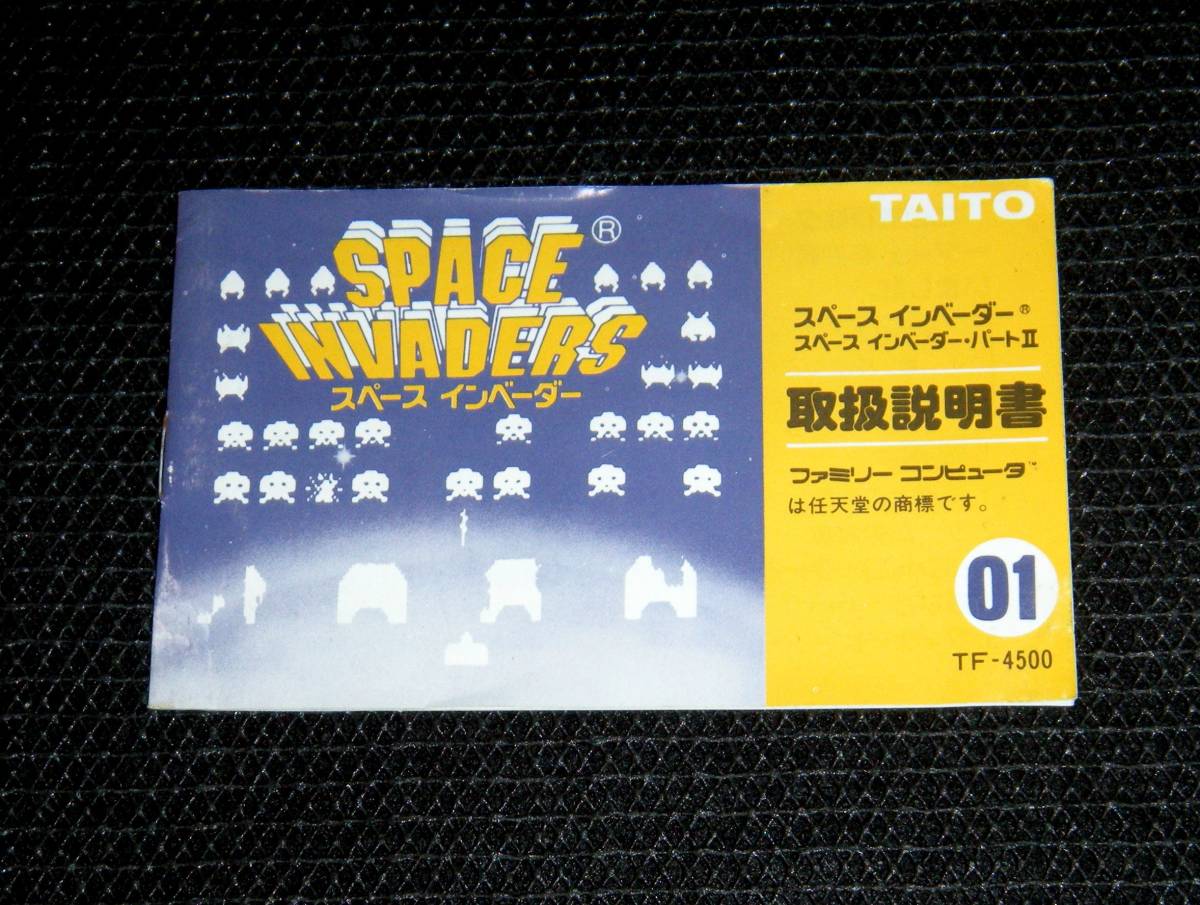 SPACE ®
INVADERS
スペース インベーダー
TAITO
スペース インベーダー®
スペース インベーダー・パートⅡ
取扱説明書
ファミリー コンピュータ™
は任天堂の商標です。
01
TF-4500